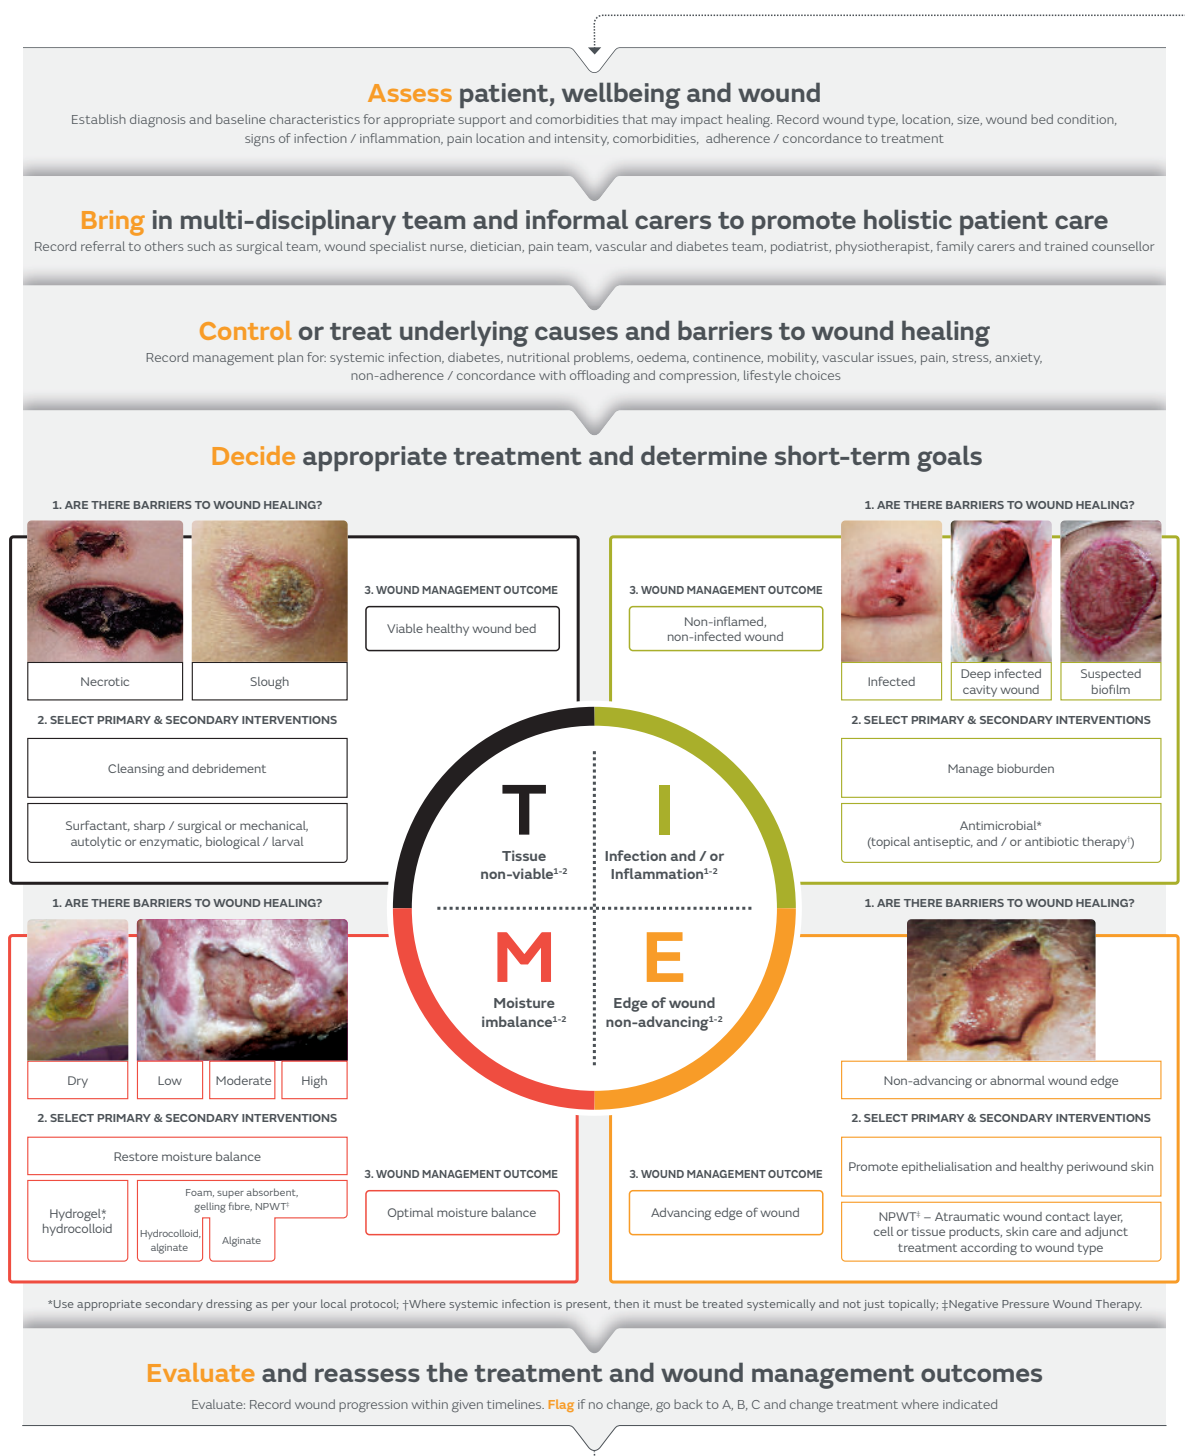 Assess patient, wellbeing and wound
Establish diagnosis and baseline characteristics for appropriate support and comorbidities that may impact healing. Record wound type, location, size, wound bed condition,
signs of infection / inflammation, pain location and intensity, comorbidities, adherence / concordance to treatment
Bring in multi-disciplinary team and informal carers to promote holistic patient care
Record referral to others such as surgical team, wound specialist nurse, dietician, pain team, vascular and diabetes team, podiatrist, physiotherapist, family carers and trained counsellor
Control or treat underlying causes and barriers to wound healing
Record management plan for: systemic infection, diabetes, nutritional problems, oedema, continence, mobility, vascular issues, pain, stress, anxiety,
non-adherence / concordance with offloading and compression, lifestyle choices
Decide appropriate treatment and determine short-term goals
1. ARE THERE BARRIERS TO WOUND HEALING?
Necrotic
Slough
2. SELECT PRIMARY & SECONDARY INTERVENTIONS
Cleansing and debridement
Surfactant, sharp / surgical or mechanical,
autolytic or enzymatic, biological / larval
3. WOUND MANAGEMENT OUTCOME
Viable healthy wound bed
1. ARE THERE BARRIERS TO WOUND HEALING?
Infected
Deep infected
cavity wound
Suspected
biofilm
2. SELECT PRIMARY & SECONDARY INTERVENTIONS
Manage bioburden
Antimicrobial*
(topical antiseptic, and / or antibiotic therapy†)
3. WOUND MANAGEMENT OUTCOME
Non-inflamed,
non-infected wound
T
Tissue
non-viable1-2
I
Infection and / or
Inflammation1-2
M
Moisture
imbalance1-2
E
Edge of wound
non-advancing1-2
1. ARE THERE BARRIERS TO WOUND HEALING?
Dry
Low
Moderate
High
2. SELECT PRIMARY & SECONDARY INTERVENTIONS
Restore moisture balance
Hydrogel*,
hydrocolloid
Foam, super absorbent,
gelling fibre, NPWT‡
Hydrocolloid,
alginate
Alginate
3. WOUND MANAGEMENT OUTCOME
Optimal moisture balance
1. ARE THERE BARRIERS TO WOUND HEALING?
Non-advancing or abnormal wound edge
2. SELECT PRIMARY & SECONDARY INTERVENTIONS
Promote epithelialisation and healthy periwound skin
NPWT‡ – Atraumatic wound contact layer,
cell or tissue products, skin care and adjunct
treatment according to wound type
3. WOUND MANAGEMENT OUTCOME
Advancing edge of wound
*Use appropriate secondary dressing as per your local protocol; †Where systemic infection is present, then it must be treated systemically and not just topically; ‡Negative Pressure Wound Therapy.
Evaluate and reassess the treatment and wound management outcomes
Evaluate: Record wound progression within given timelines. Flag if no change, go back to A, B, C and change treatment where indicated